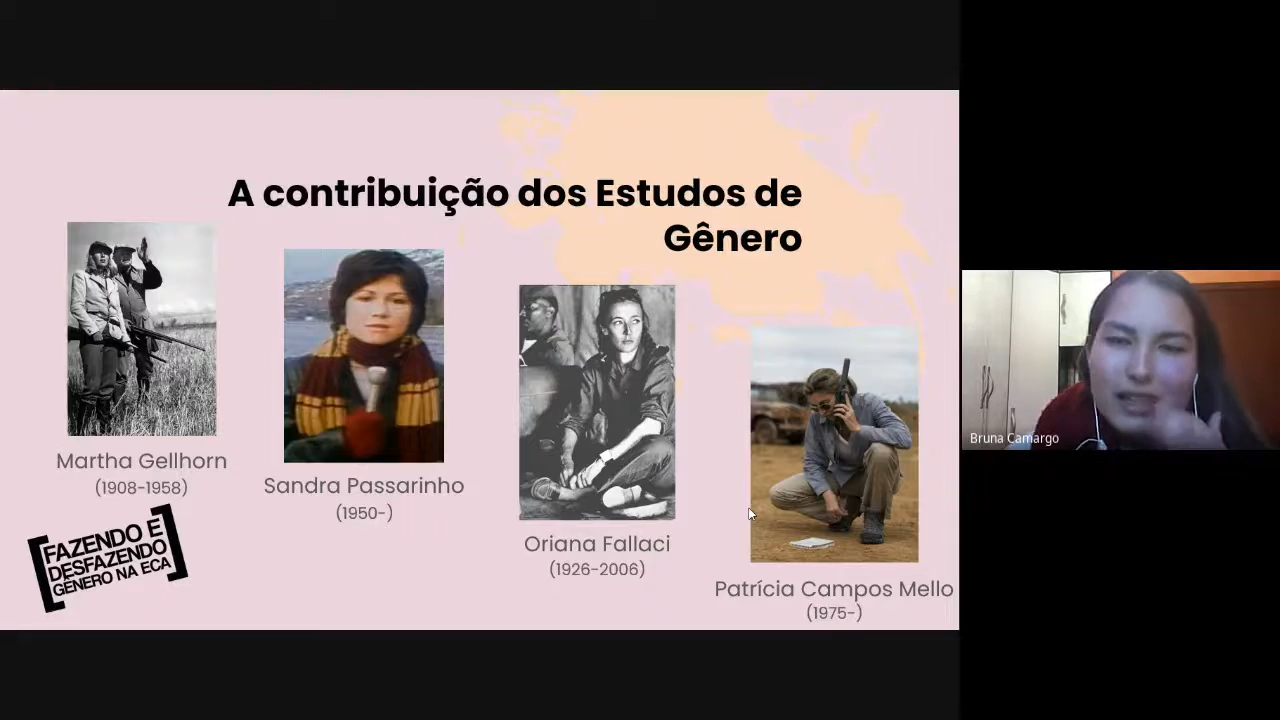 A contribuição dos Estudos de
Gênero
Martha Gellhorn
(1908-1958)
Sandra Passarinho
(1950-)
Oriana Fallaci
(1926-2006)
Patrícia Campos Mello
(1975-)
FAZENDO E
DESFAZENDO
GÊNERO NA ECA
Bruna Camargo